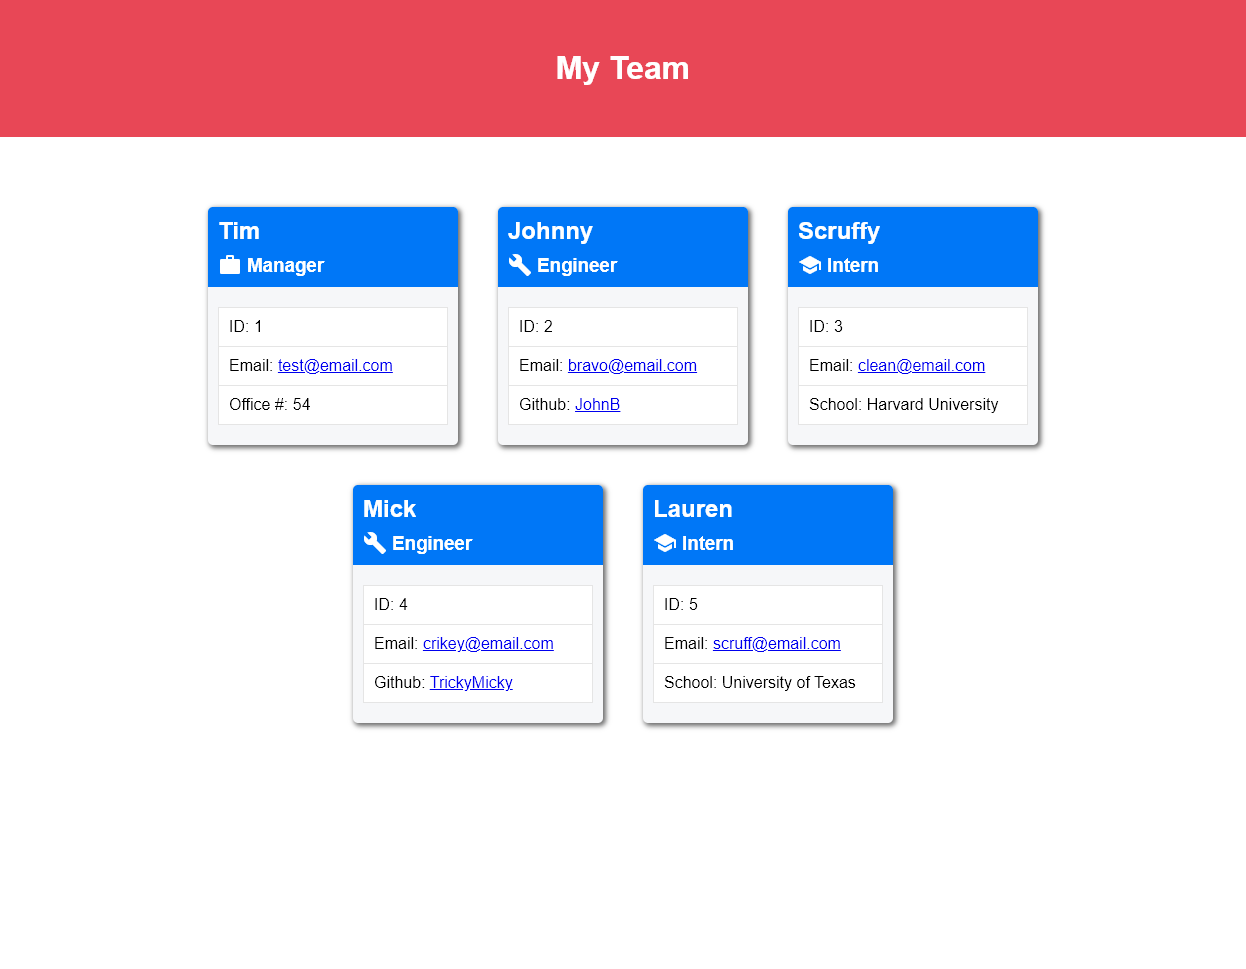 My Team
Tim
Manager
ID: 1
Email: test@email.com
Office #: 54
Johnny
Engineer
ID: 2
Email: bravo@email.com
Github: JohnB
Scruffy
Intern
ID: 3
Email: clean@email.com
School: Harvard University
Mick
Engineer
ID: 4
Email: crikey@email.com
Github: TrickyMicky
Lauren
Intern
ID: 5
Email: scruff@email.com
School: University of Texas